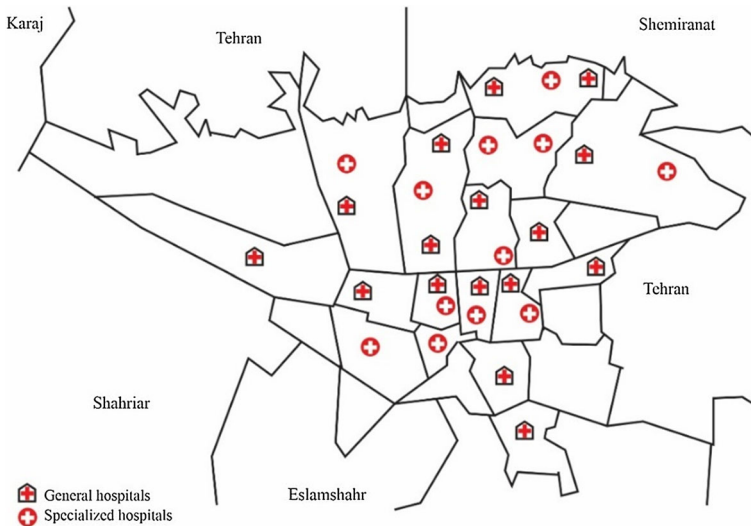 Karaj
Tehran
Shemiranat
Tehran
Shahriar
Eslamshahr
General hospitals
Specialized hospitals